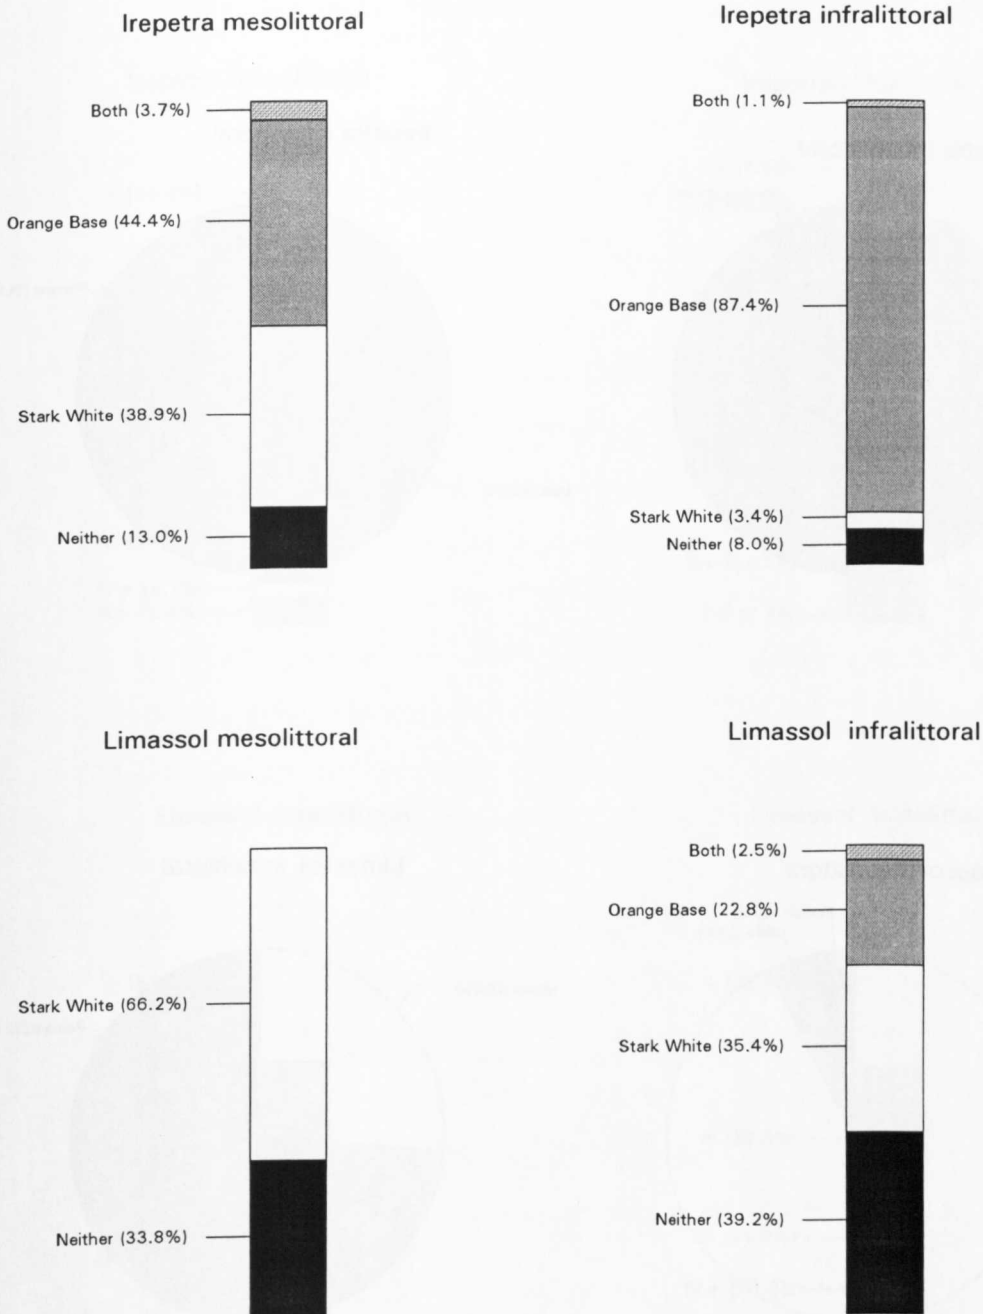 Irepetra mesolittoral
Both (3.7%)
Orange Base (44.4%)
Stark White (38.9%)
Neither (13.0%)
Irepetra infralittoral
Both (1.1%)
Orange Base (87.4%)
Stark White (3.4%)
Neither (8.0%)
Limassol mesolittoral
Stark White (66.2%)
Neither (33.8%)
Limassol infralittoral
Both (2.5%)
Orange Base (22.8%)
Stark White (35.4%)
Neither (39.2%)